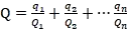 Q = q₁/Q₁ + q₂/Q₂ + ⋯ qₙ/Qₙ